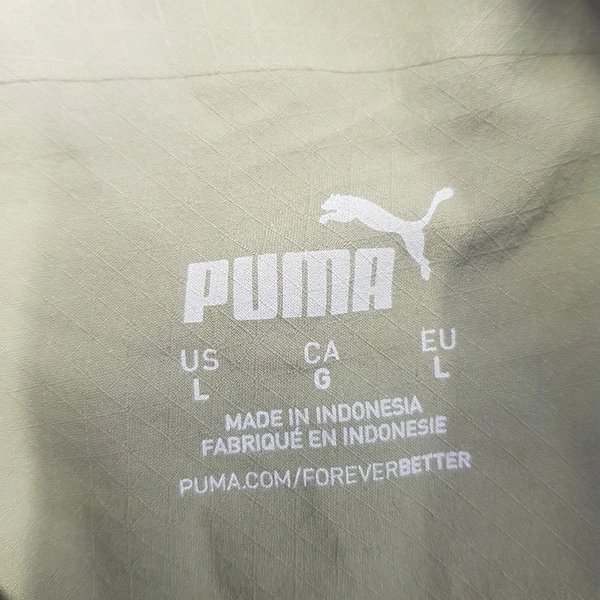 PUMA
US CA EU
L G L
MADE IN INDONESIA
FABRIQUÉ EN INDONESIE
PUMA.COM/FOREVERBETTER